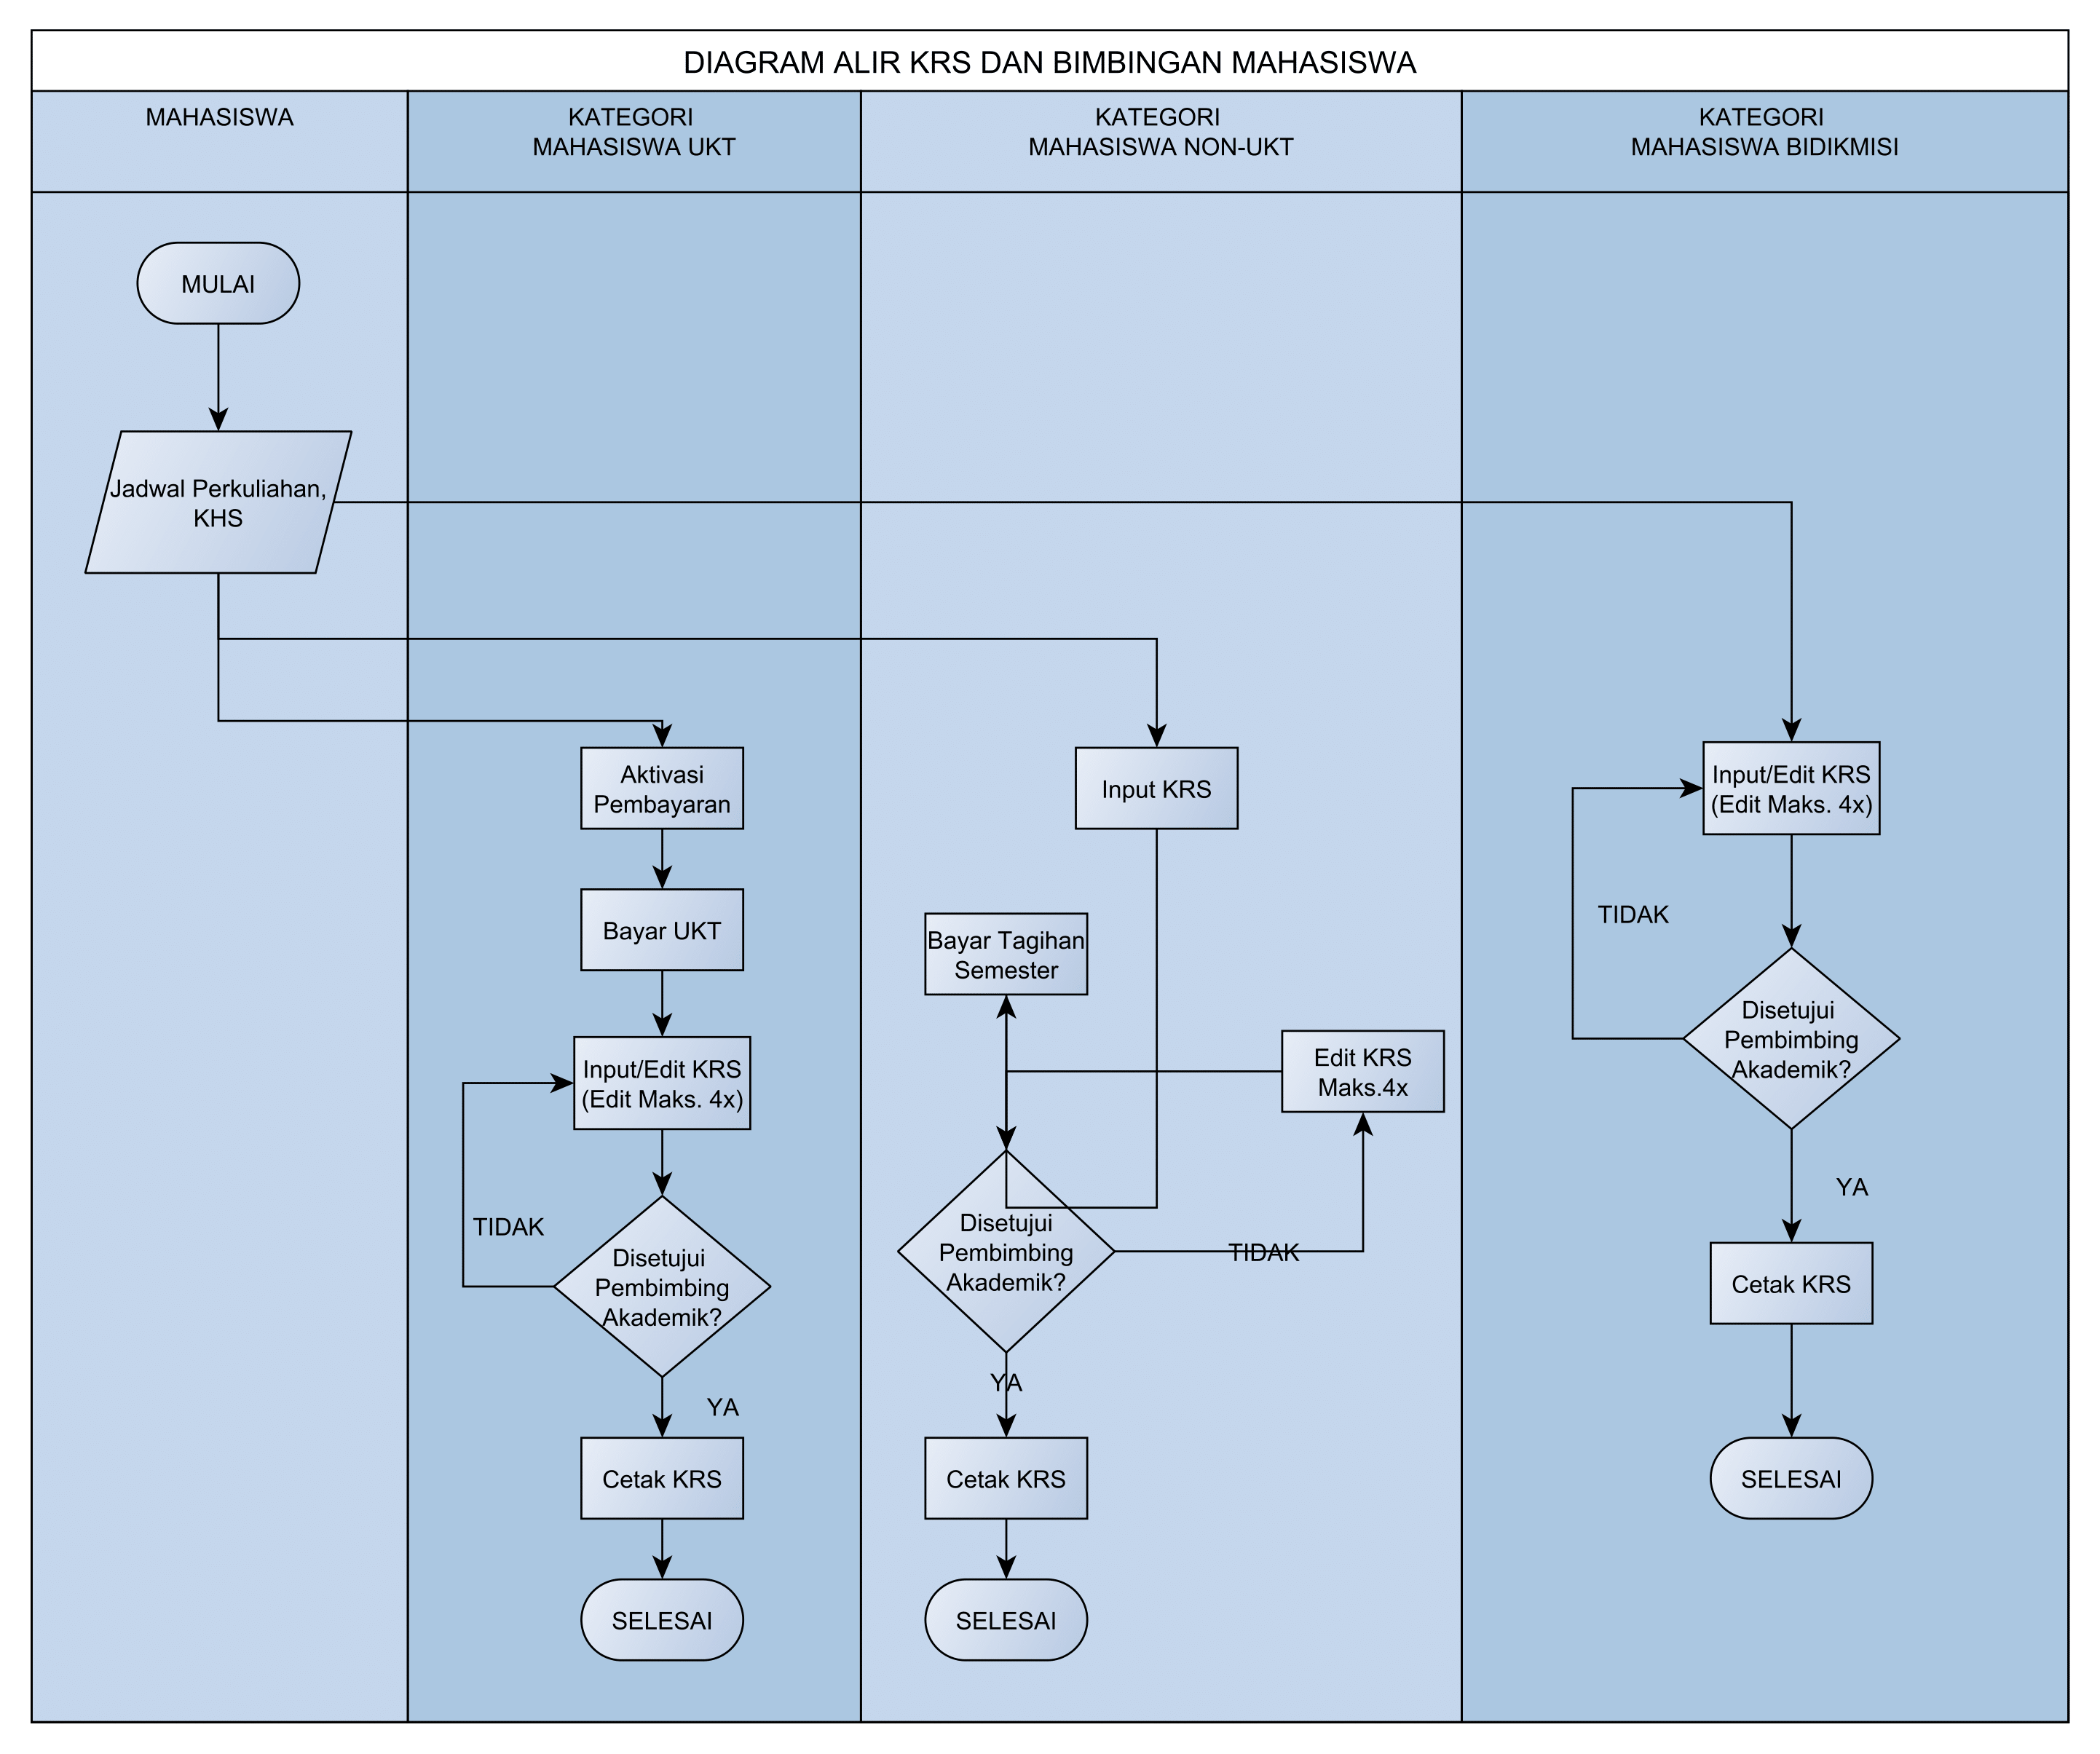 DIAGRAM ALIR KRS DAN BIMBINGAN MAHASISWA
MAHASISWA
KATEGORI
MAHASISWA UKT
KATEGORI
MAHASISWA NON-UKT
KATEGORI
MAHASISWA BIDIKMISI
MULAI
Jadwal Perkuliahan,
KHS
Aktivasi
Pembayaran
Bayar UKT
Input/Edit KRS
(Edit Maks. 4x)
TIDAK
Disetujui
Pembimbing
Akademik?
YA
Cetak KRS
SELESAI
Input KRS
Bayar Tagihan
Semester
Edit KRS
Maks.4x
Disetujui
Pembimbing
Akademik?
TIDAK
YA
Cetak KRS
SELESAI
Input/Edit KRS
(Edit Maks. 4x)
TIDAK
Disetujui
Pembimbing
Akademik?
YA
Cetak KRS
SELESAI